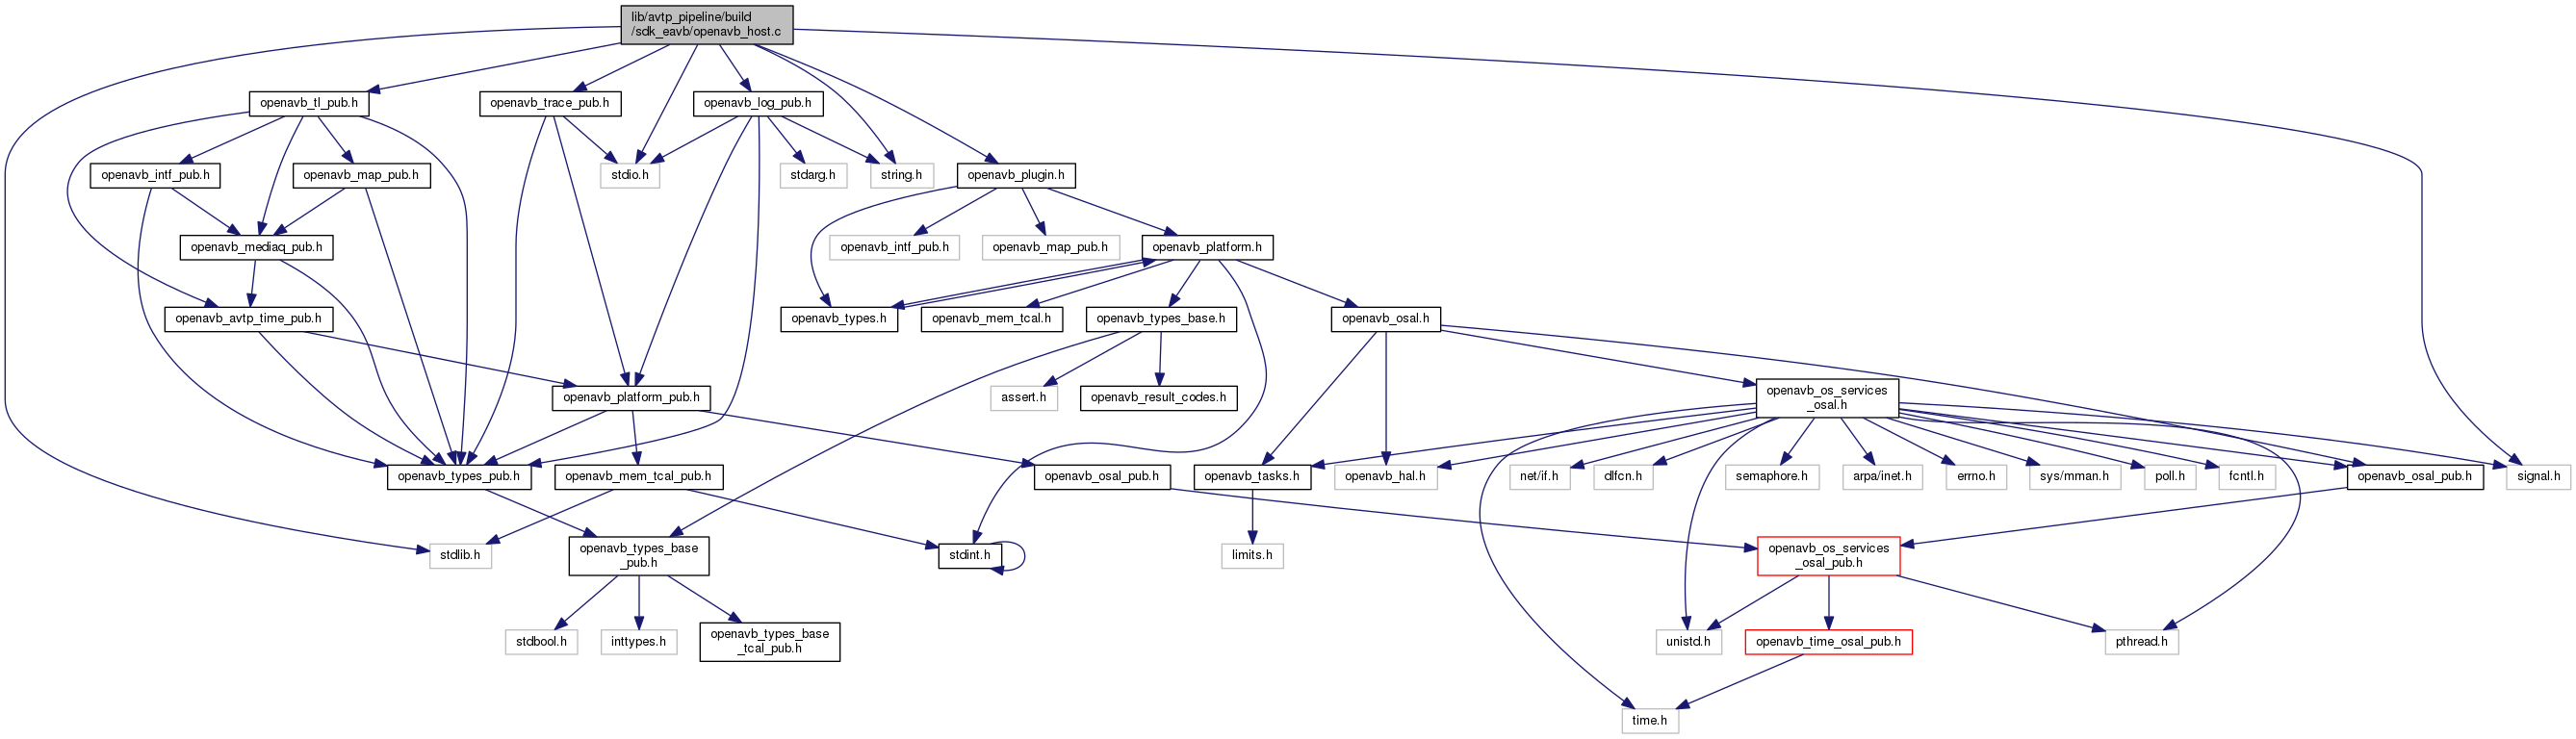 lib/avtp_pipeline/build
/sdk_eavb/openavb_host.c
openavb_tl_pub.h
openavb_trace_pub.h
openavb_log_pub.h
openavb_intf_pub.h
openavb_map_pub.h
stdio.h
stdarg.h
string.h
openavb_plugin.h
openavb_mediaq_pub.h
openavb_intf_pub.h
openavb_map_pub.h
openavb_platform.h
openavb_avtp_time_pub.h
openavb_types.h
openavb_mem_tcal.h
openavb_types_base.h
openavb_osal.h
openavb_platform_pub.h
assert.h
openavb_result_codes.h
openavb_os_services
_osal.h
openavb_types_pub.h
openavb_mem_tcal_pub.h
openavb_osal_pub.h
openavb_tasks.h
openavb_hal.h
net/if.h
dlfcn.h
semaphore.h
arpa/inet.h
errno.h
sys/mman.h
poll.h
fcntl.h
openavb_osal_pub.h
signal.h
stdlib.h
openavb_types_base
_pub.h
stdint.h
limits.h
openavb_os_services
_osal_pub.h
stdbool.h
inttypes.h
openavb_types_base
_tcal_pub.h
unistd.h
openavb_time_osal_pub.h
pthread.h
time.h